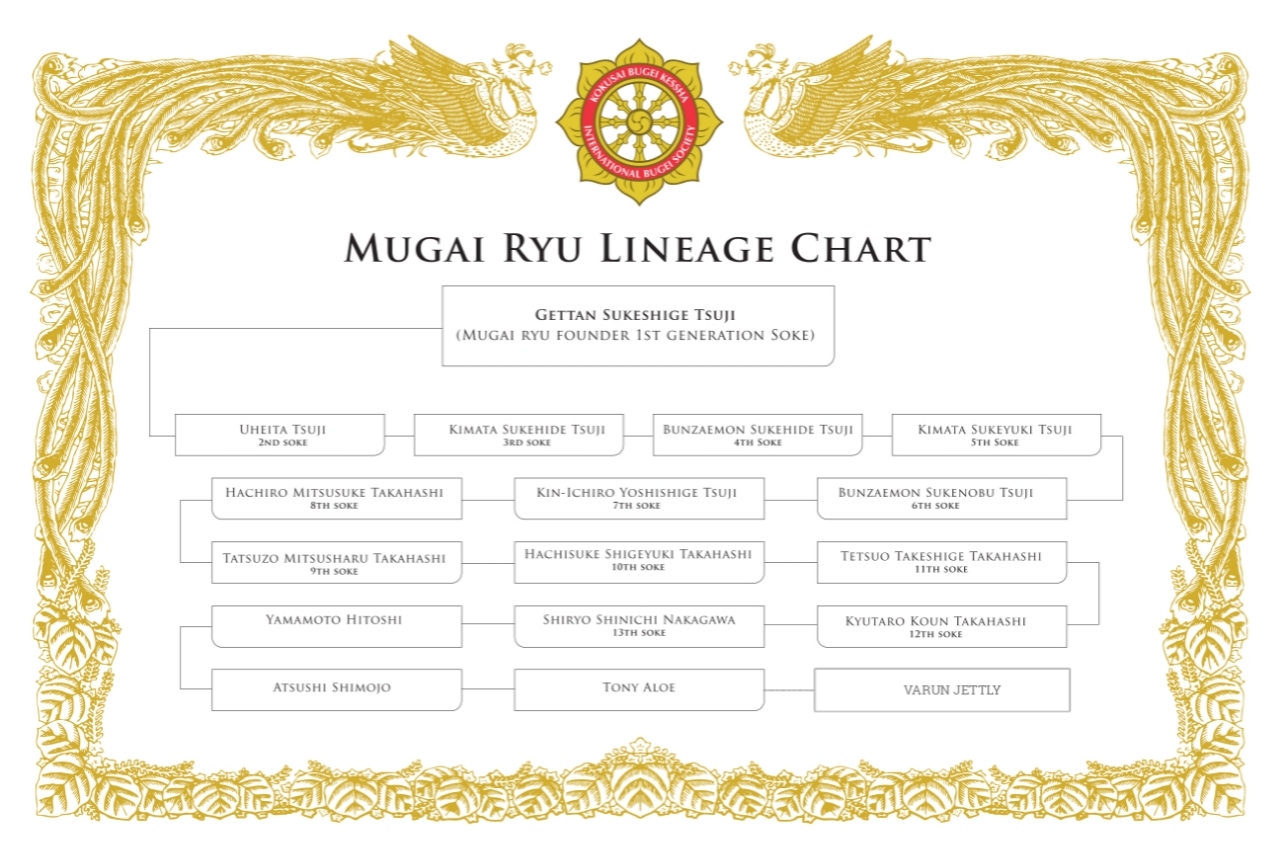 KOKUSAI BUGEI KESSHA
INTERNATIONAL BUGEI SOCIETY
MUGAI RYU LINEAGE CHART
GETTAN SUKESHIGE TSUJI
(MUGAI RYU FOUNDER 1ST GENERATION SOKE)
UHEITA TSUJI
2ND SOKE
KIMATA SUKEHIDE TSUJI
3RD SOKE
BUNZAEMON SUKEHIDE TSUJI
4TH SOKE
KIMATA SUKEYUKI TSUJI
5TH SOKE
HACHIRO MITSUSUKE TAKAHASHI
8TH SOKE
KIN-ICHIRO YOSHISHIGE TSUJI
7TH SOKE
BUNZAEMON SUKENOBU TSUJI
6TH SOKE
TATSUZO MITSUSHARU TAKAHASHI
9TH SOKE
HACHISUKE SHIGEYUKI TAKAHASHI
10TH SOKE
TETSUO TAKESHIGE TAKAHASHI
11TH SOKE
YAMAMOTO HITOSHI
SHIRYO SHINICHI NAKAGAWA
13TH SOKE
KYUTARO KOUN TAKAHASHI
12TH SOKE
ATSUSHI SHIMOJO
TONY ALOE
VARUN JETTLY